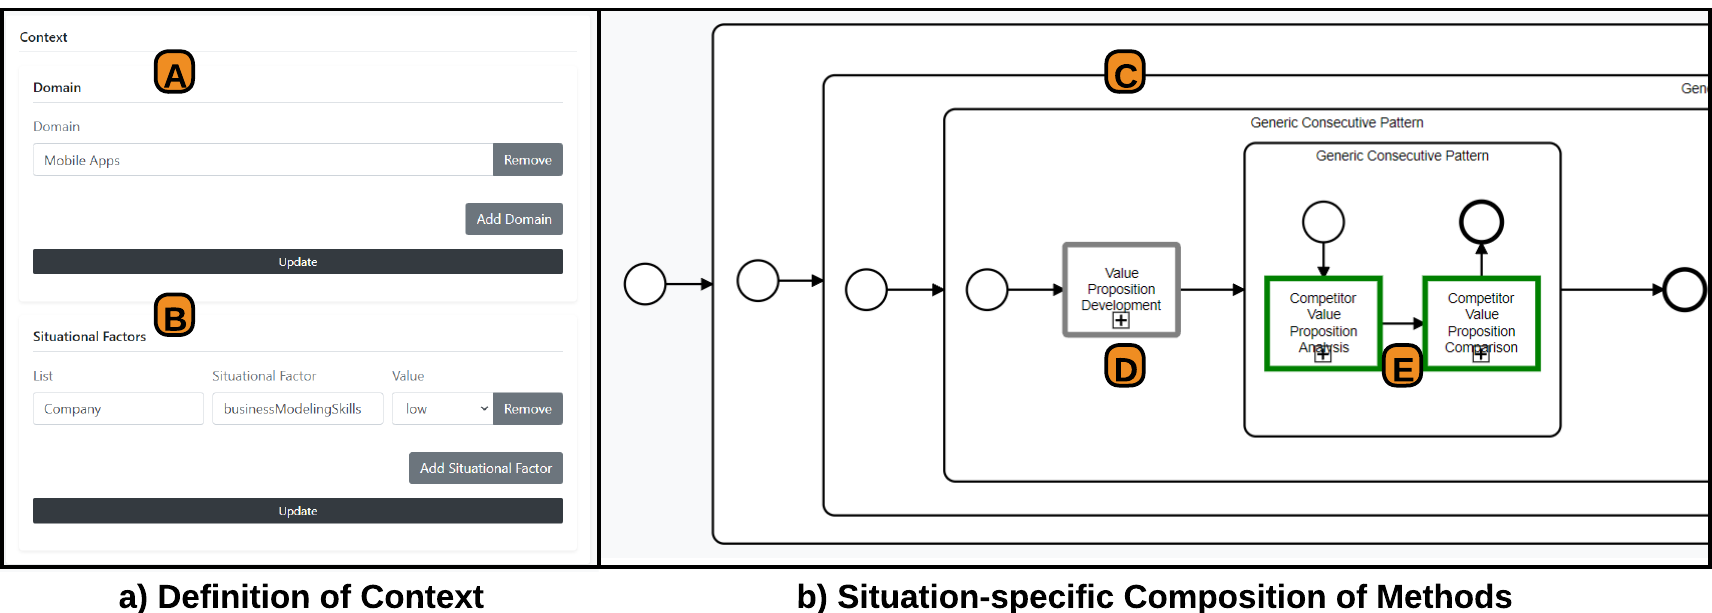 Context
A
Domain
Domain
Mobile Apps
Remove
Add Domain
Update
B
Situational Factors
List
Situational Factor
Value
Company
businessModelingSkills
low
Remove
Add Situational Factor
Update
a) Definition of Context
C
Gen
Generic Consecutive Pattern
Generic Consecutive Pattern
Value
Proposition
Development
D
Competitor
Value
Proposition
Analysis
E
Competitor
Value
Proposition
Comparison
b) Situation-specific Composition of Methods